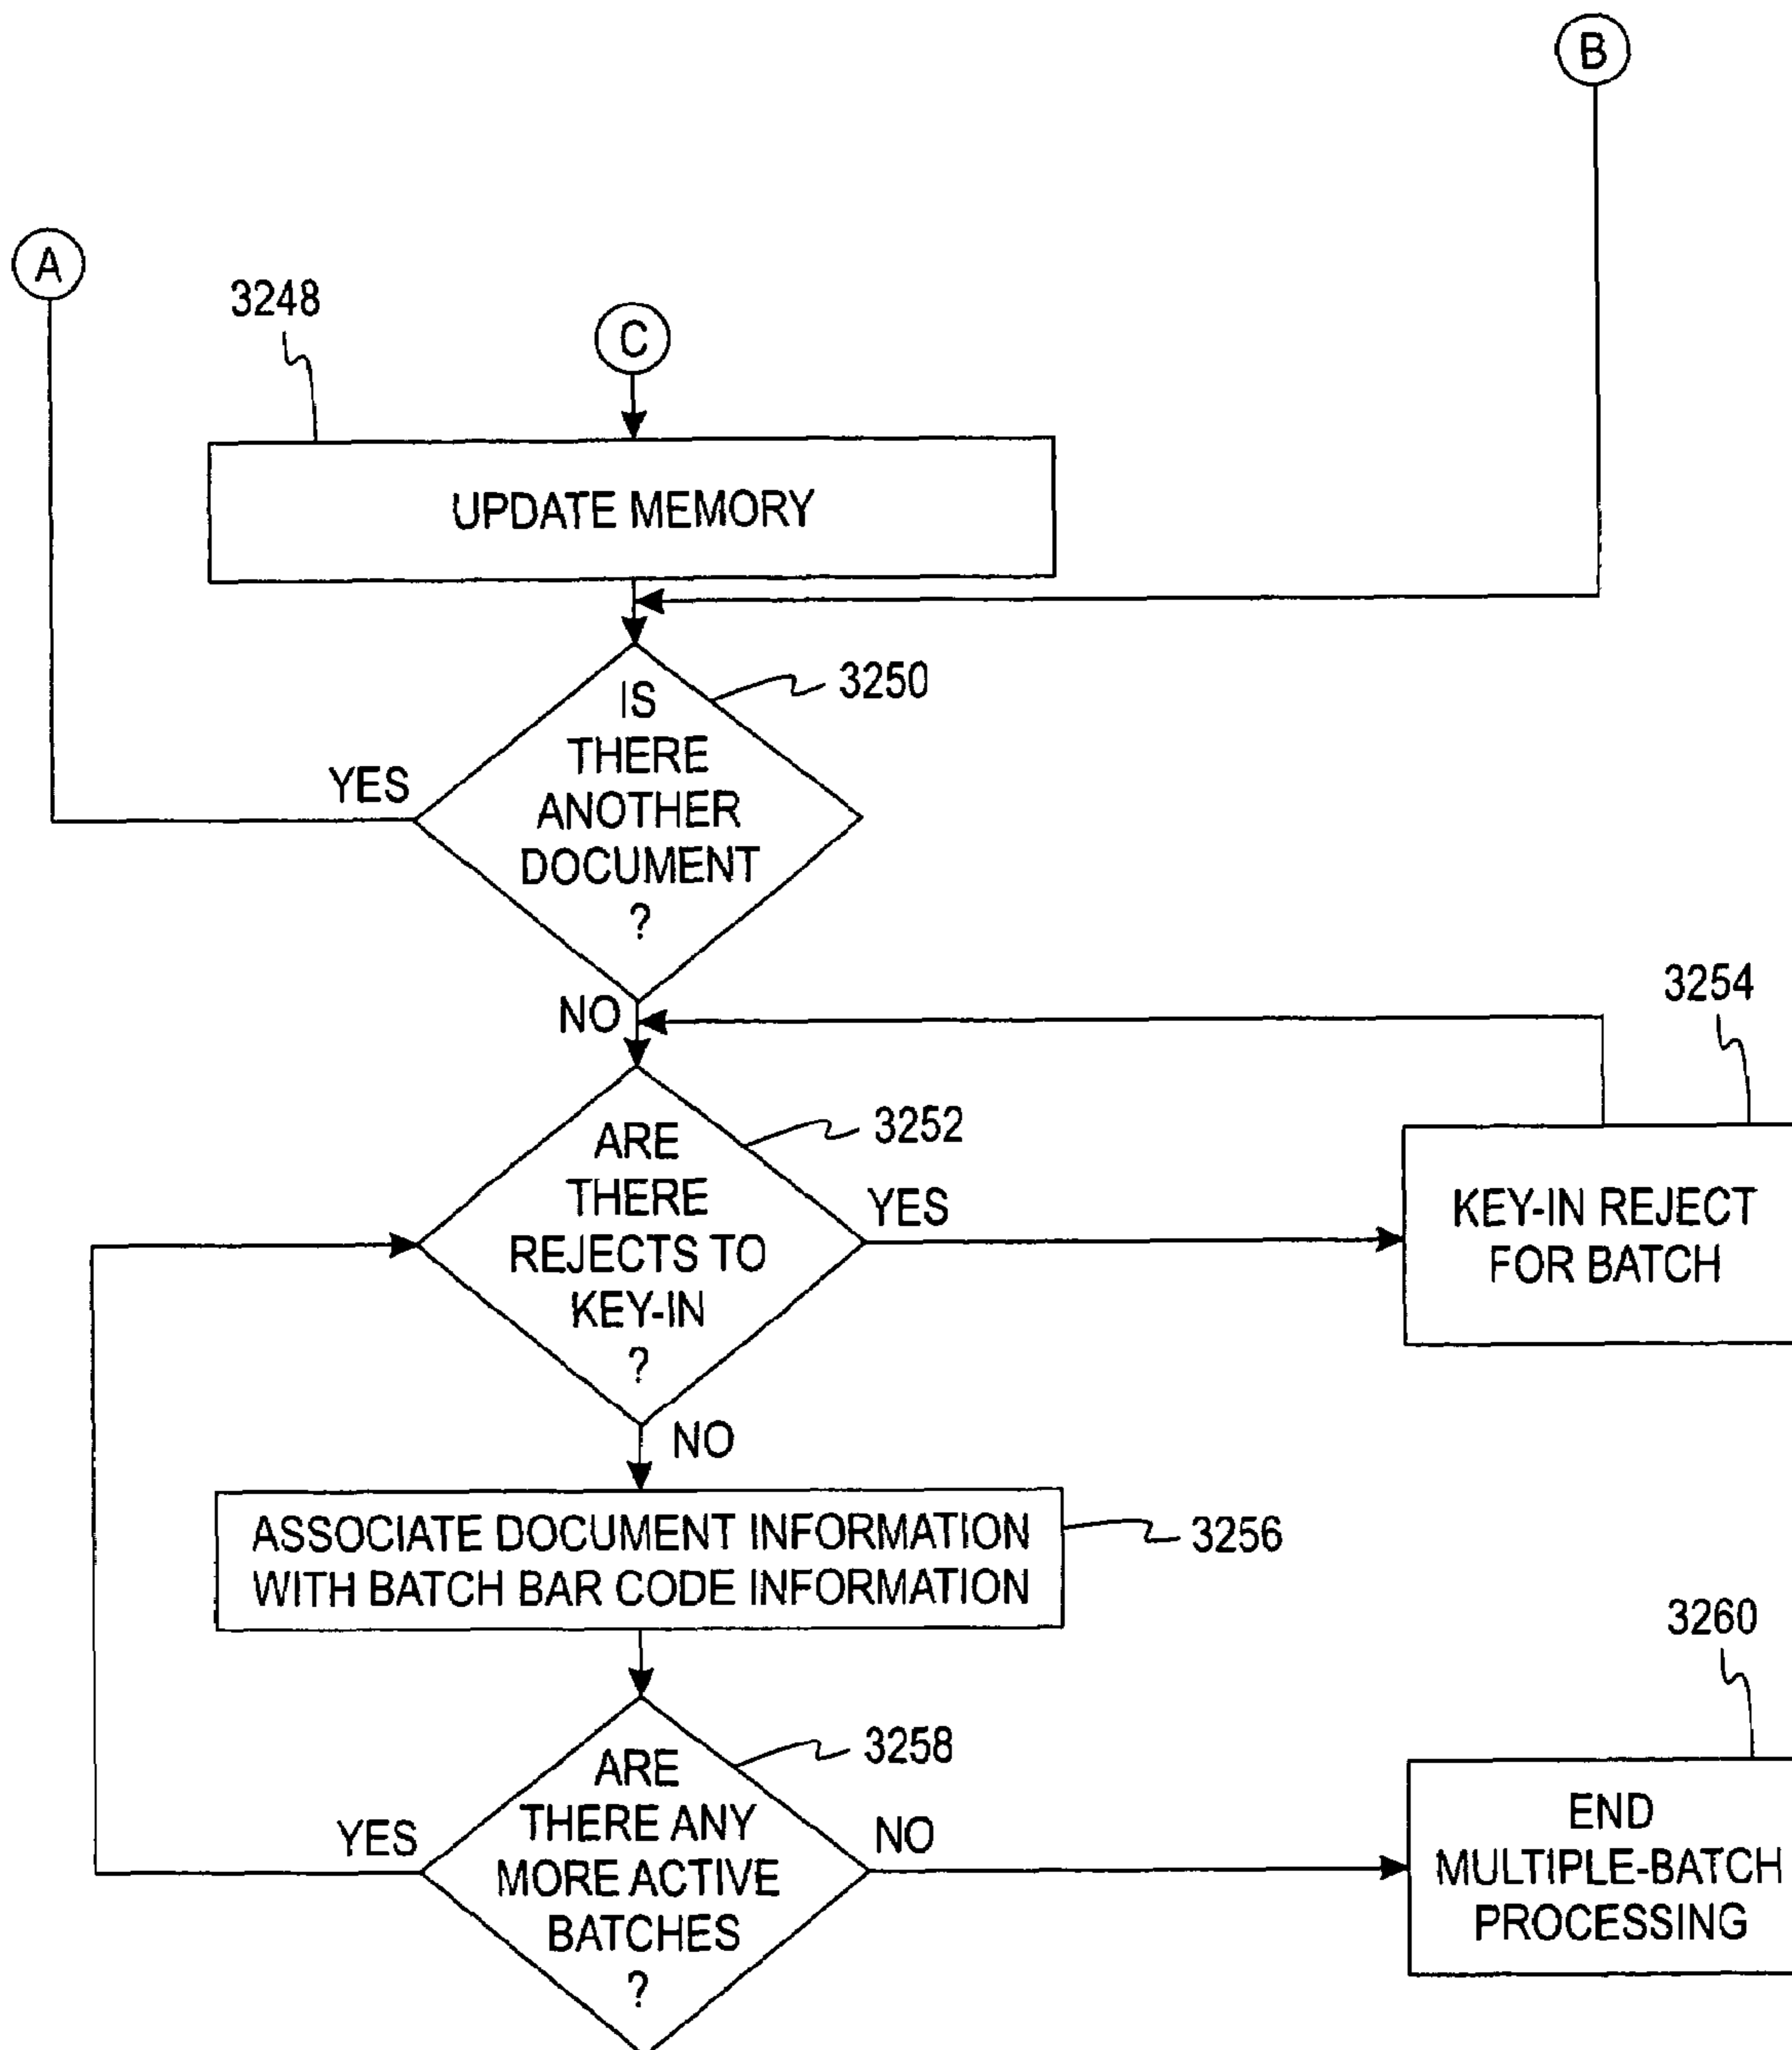 B
A
3248
C
UPDATE MEMORY
IS
THERE
ANOTHER
DOCUMENT
?
3250
YES
NO
3254
ARE
THERE
REJECTS TO
KEY-IN
?
3252
YES
KEY-IN REJECT
FOR BATCH
NO
ASSOCIATE DOCUMENT INFORMATION
WITH BATCH BAR CODE INFORMATION
3256
3260
ARE
THERE ANY
MORE ACTIVE
BATCHES
?
3258
YES
NO
END
MULTIPLE-BATCH
PROCESSING